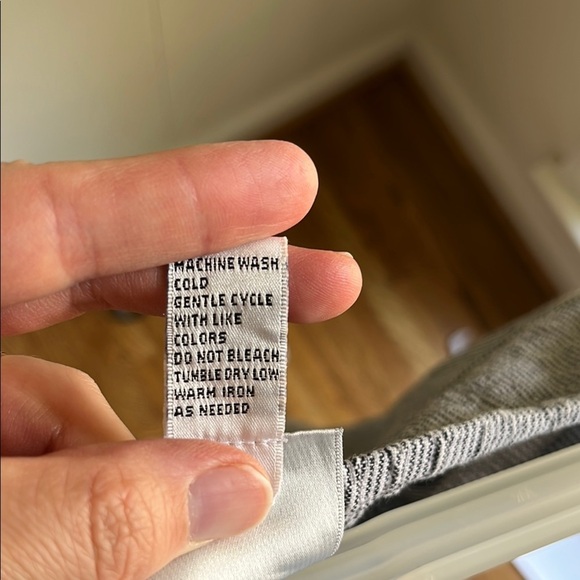 MACHINE WASH
COLD
GENTLE CYCLE
WITH LIKE
COLORS
DO NOT BLEACH
TUMBLE DRY LOW
WARM IRON
AS NEEDED